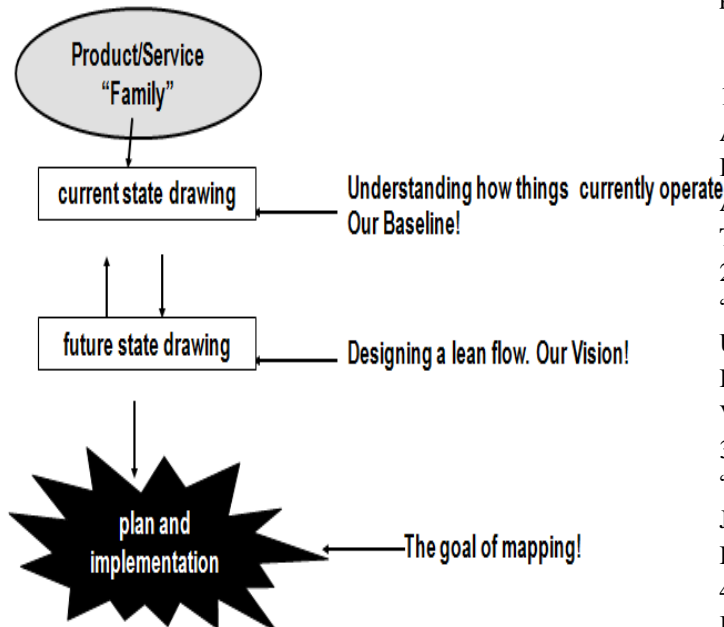 Product/Service
“Family”
current state drawing
Understanding how things currently operate
Our Baseline!
future state drawing
Designing a lean flow. Our Vision!
plan and
implementation
The goal of mapping!